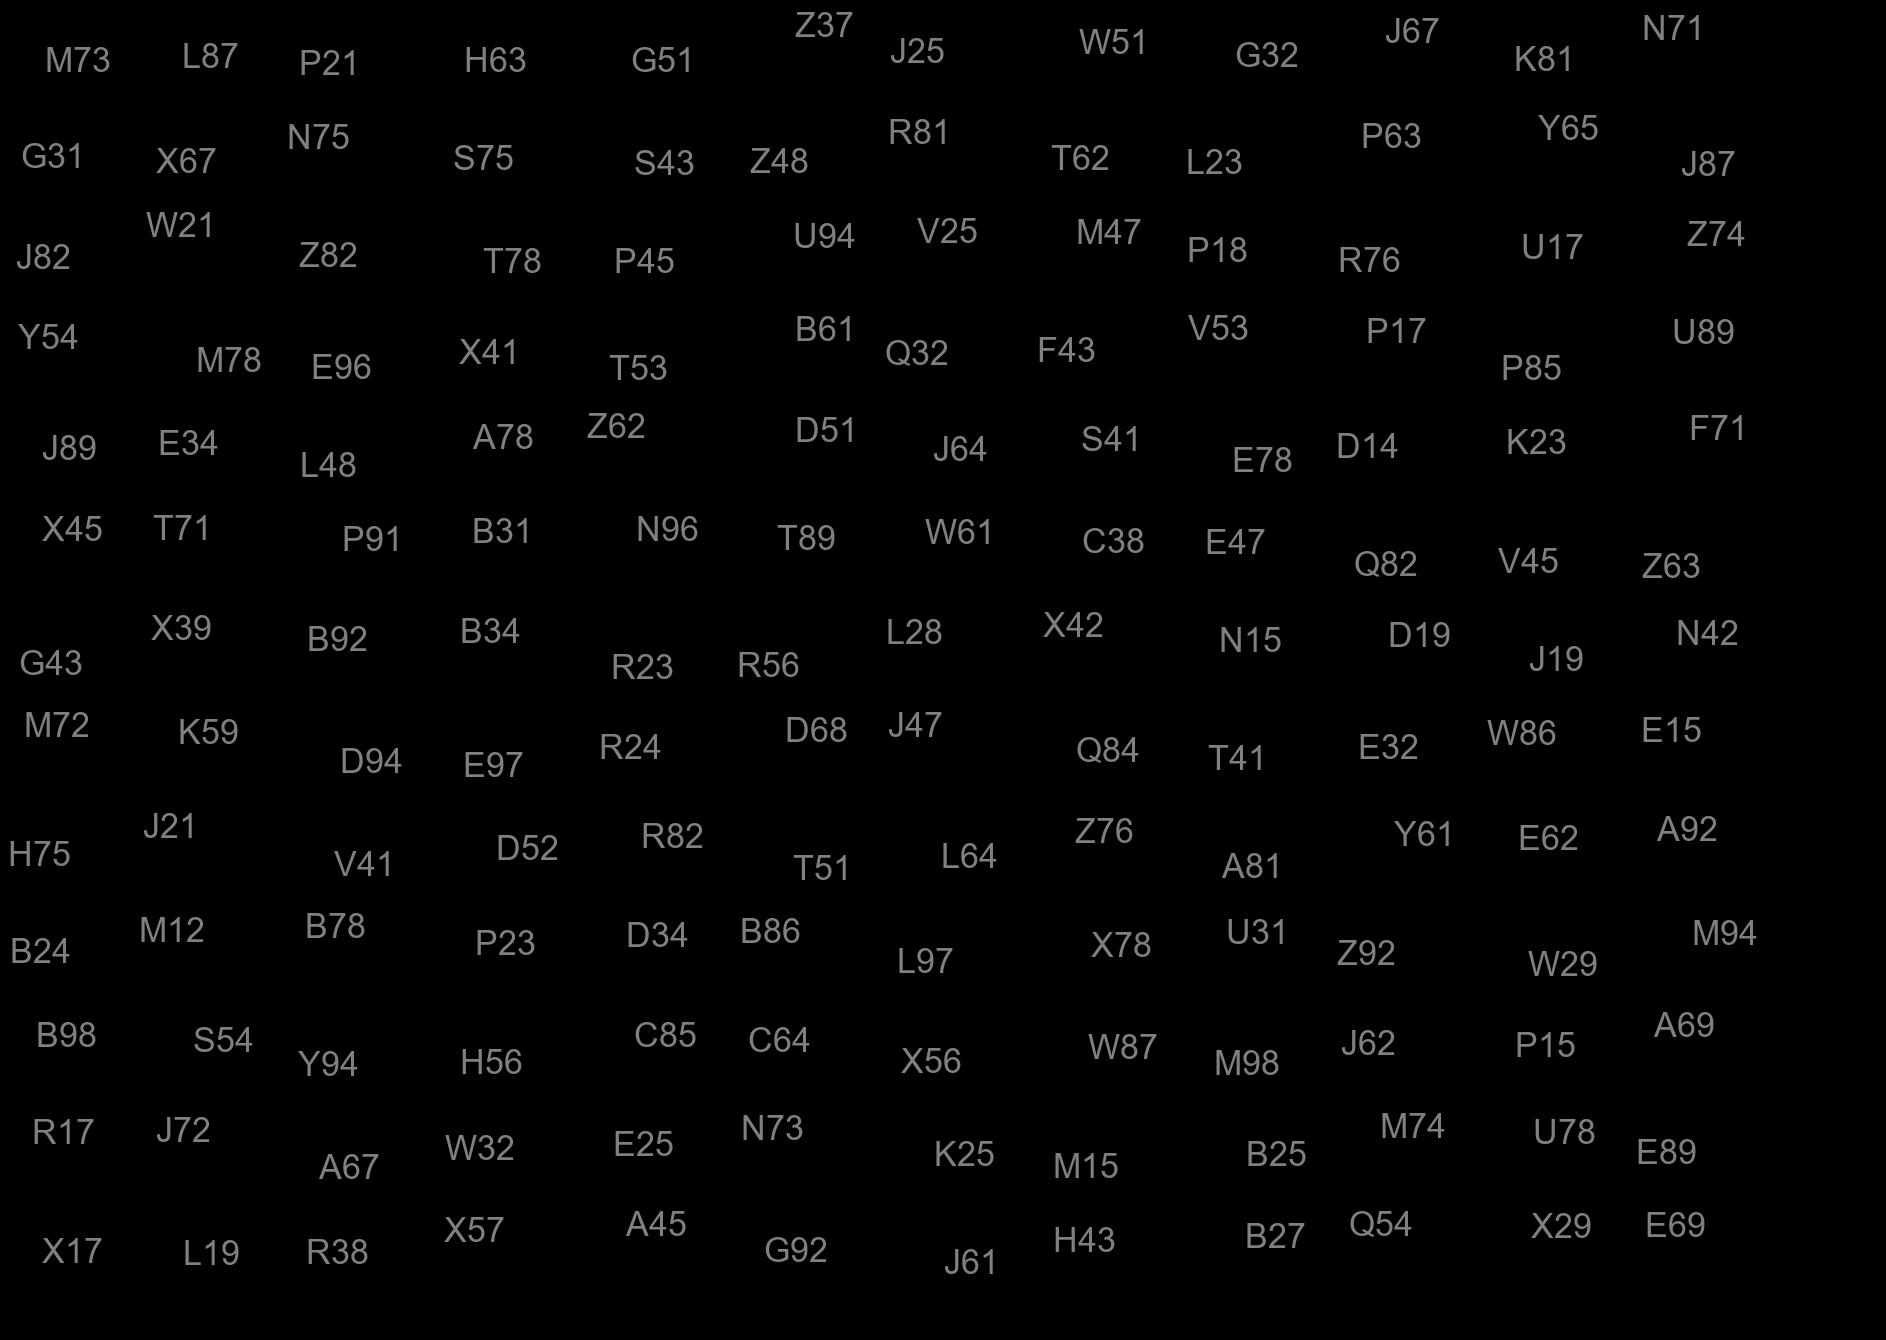 M73 L87 P21 H63 G51 Z37 J25 W51 G32 J67 K81 N71
G31 X67 N75 S75 S43 Z48 R81 T62 L23 P63 Y65 J87
J82 W21 Z82 T78 P45 U94 V25 M47 P18 R76 U17 Z74
Y54 M78 E96 X41 T53 B61 Q32 F43 V53 P17 P85 U89
J89 E34 L48 A78 Z62 D51 J64 S41 E78 D14 K23 F71
X45 T71 P91 B31 N96 T89 W61 C38 E47 Q82 V45 Z63
G43 X39 B92 B34 R23 R56 L28 X42 N15 D19 J19 N42
M72 K59 D94 E97 R24 D68 J47 Q84 T41 E32 W86 E15
H75 J21 V41 D52 R82 T51 L64 Z76 A81 Y61 E62 A92
B24 M12 B78 P23 D34 B86 L97 X78 U31 Z92 W29 M94
B98 S54 Y94 H56 C85 C64 X56 W87 M98 J62 P15 A69
R17 J72 A67 W32 E25 N73 K25 M15 B25 M74 U78 E89
X17 L19 R38 X57 A45 G92 J61 H43 B27 Q54 X29 E69